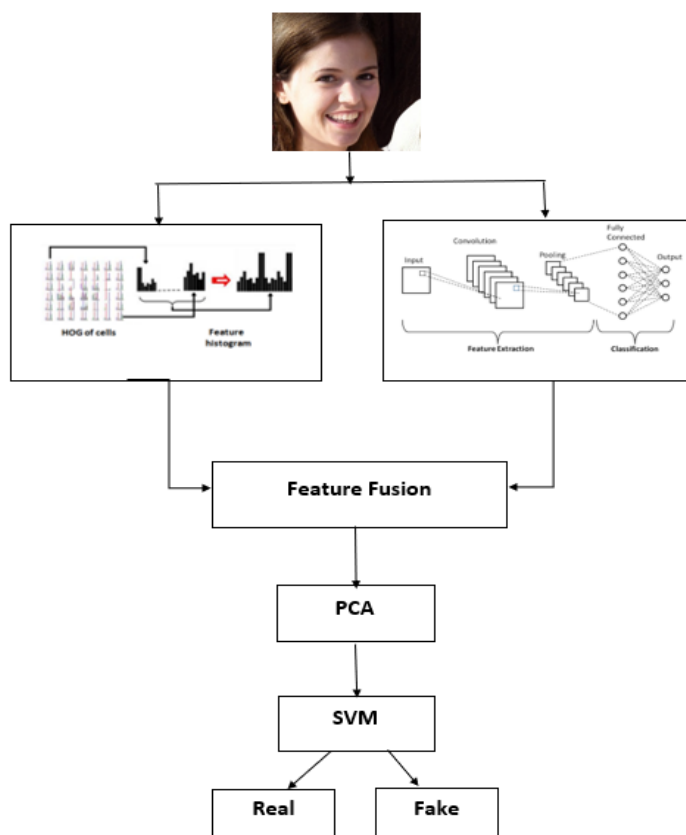 HOG of cells
Feature
histogram
Input
Convolution
Pooling
Fully
Connected
Output
Feature Extraction
Classification
Feature Fusion
PCA
SVM
Real
Fake